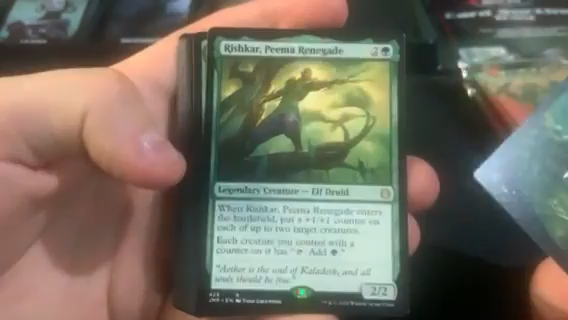 Rishkar, Peema Renegade 2
Legendary Creature — Elf Druid
When Rishkar, Peema Renegade enters
the battlefield, put a +1/+1 counter on
each of up to two target creatures.
Each creature you control with a
counter on it has ": Add ."
"Aether is the soul of Kaladesh, and all
souls should be free."
2/2